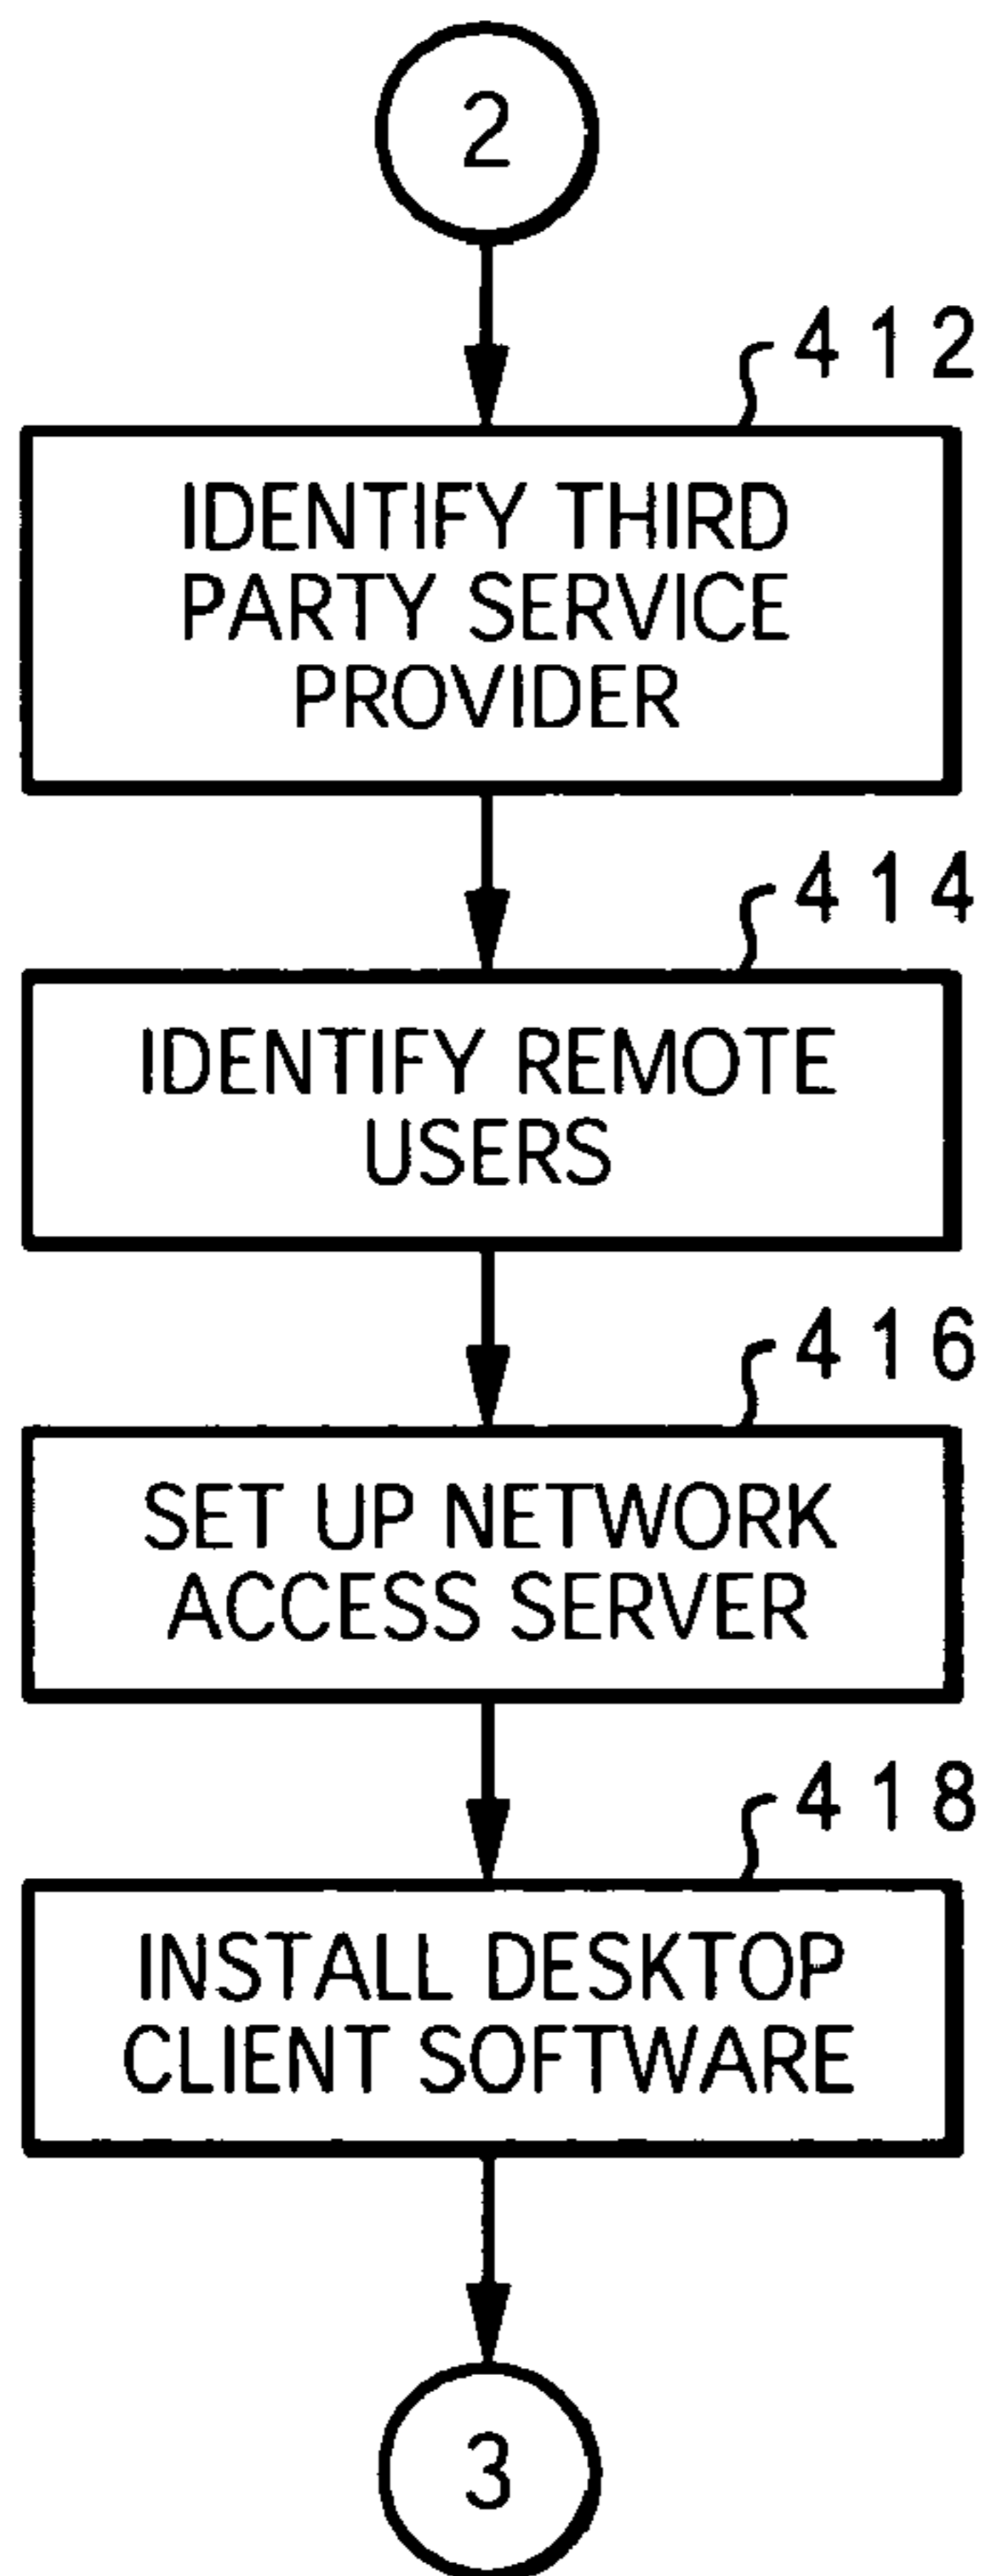 2
412
IDENTIFY THIRD
PARTY SERVICE
PROVIDER
414
IDENTIFY REMOTE
USERS
416
SET UP NETWORK
ACCESS SERVER
418
INSTALL DESKTOP
CLIENT SOFTWARE
3